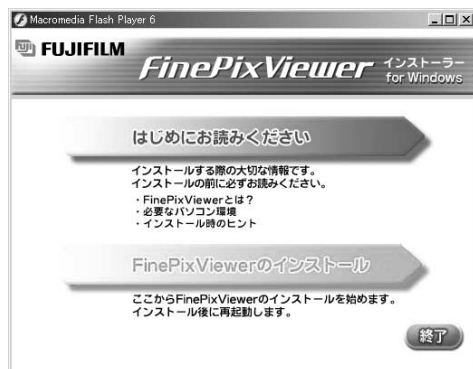 Macromedia Flash Player 6
FUJIFILM
FinePixViewer インストーラー
for Windows
はじめにお読みください
インストールする際の大切な情報です。
インストールの前に必ずお読みください。
・FinePixViewerとは?
・必要なパソコン環境
・インストール時のヒント
FinePixViewerのインストール
ここからFinePixViewerのインストールを始めます。
インストール後に再起動します。
終了